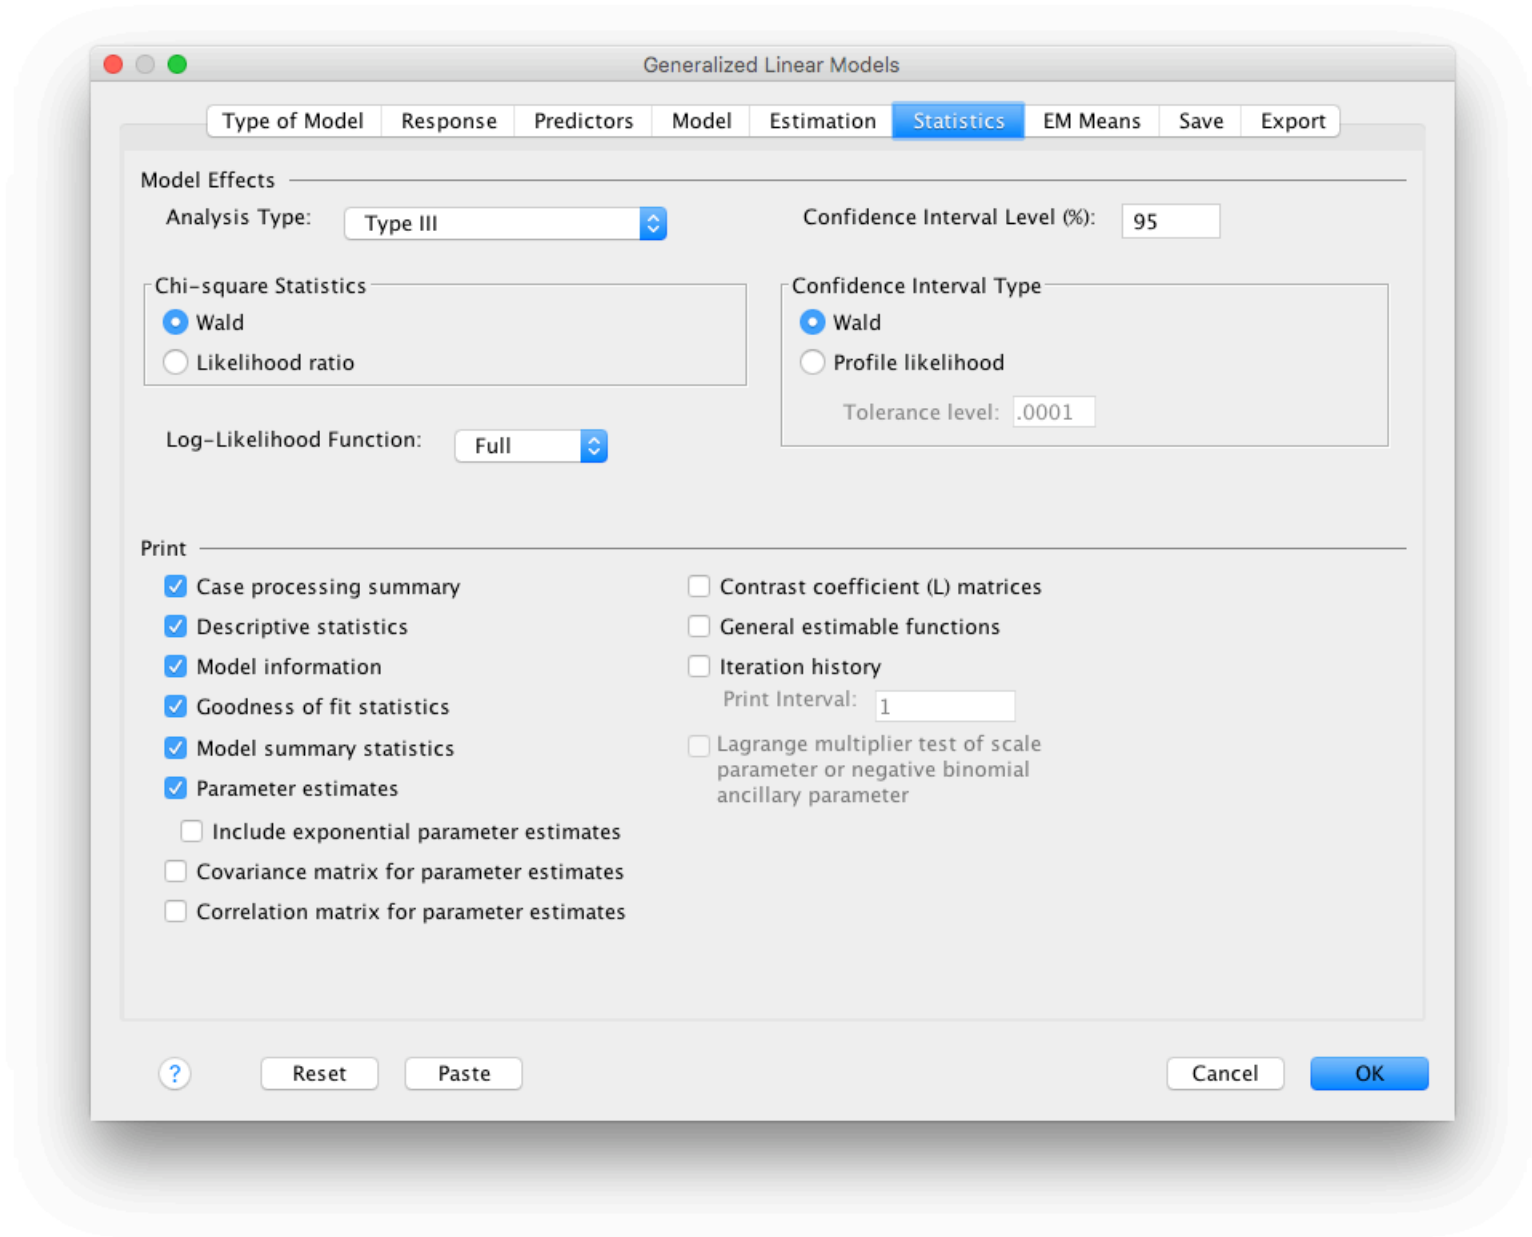 Generalized Linear Models
Type of Model Response Predictors Model Estimation Statistics EM Means Save Export
Model Effects
Analysis Type: Type III Confidence Interval Level (%): 95
Chi-square Statistics
Wald
Likelihood ratio
Confidence Interval Type
Wald
Profile likelihood
Tolerance level: .0001
Log-Likelihood Function: Full
Print
Case processing summary
Descriptive statistics
Model information
Goodness of fit statistics
Model summary statistics
Parameter estimates
Include exponential parameter estimates
Covariance matrix for parameter estimates
Correlation matrix for parameter estimates
Contrast coefficient (L) matrices
General estimable functions
Iteration history
Print Interval: 1
Lagrange multiplier test of scale
parameter or negative binomial
ancillary parameter
? Reset Paste Cancel OK